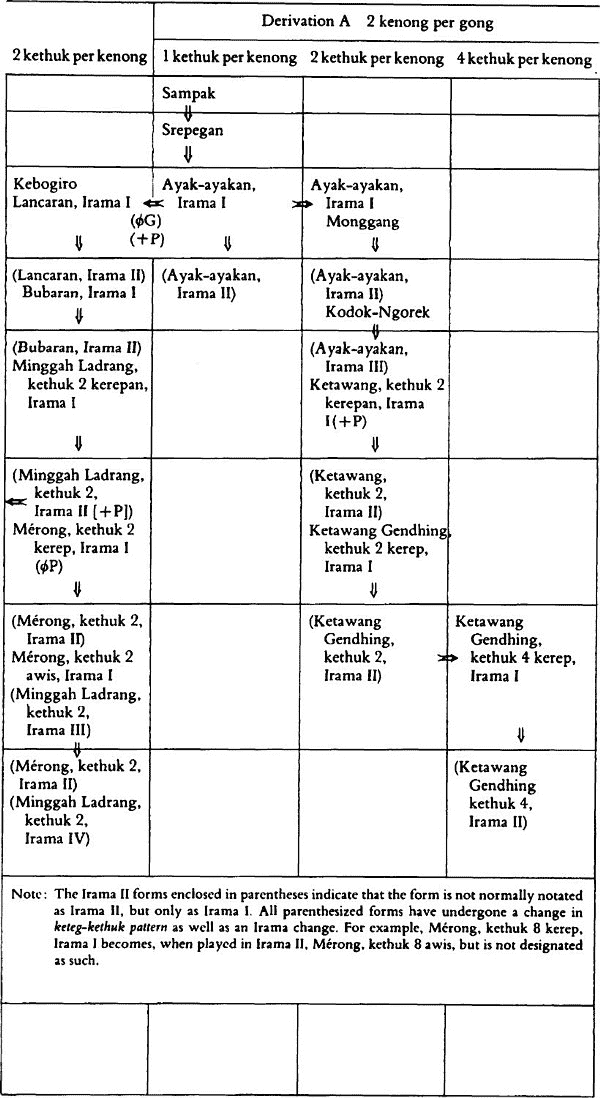 Derivation A 2 kenong per gong
2 kethuk per kenong
1 kethuk per kenong
2 kethuk per kenong
4 kethuk per kenong
Sampak
⇓
Srepegan
⇓
Kebogiro
Lancaran, Irama I
(ϕG)
(+P)
⇓
Ayak-ayakan,
Irama I
⇓
Ayak-ayakan,
Irama I
Monggang
⇓
(Lancaran, Irama II)
Bubaran, Irama I
⇓
(Ayak-ayakan,
Irama II)
(Ayak-ayakan,
Irama II)
Kodok-Ngorek
⇓
(Bubaran, Irama II)
Minggah Ladrang,
kethuk 2 kerepan,
Irama I
⇓
(Ayak-ayakan,
Irama III)
Ketawang, kethuk 2
kerepan, Irama
I(+P)
⇓
(Minggah Ladrang,
kethuk 2,
Irama II [+P])
Mérong, kethuk 2
kerep, Irama I
(ϕP)
⇓
(Ketawang,
kethuk 2,
Irama II)
Ketawang Gendhing,
kethuk 2 kerep,
Irama I
⇓
(Mérong, kethuk 2,
Irama II)
Mérong, kethuk 2
awis, Irama I
(Minggah Ladrang,
kethuk 2,
Irama III)
⇓
(Ketawang
Gendhing,
kethuk 2,
Irama II)
Ketawang
Gendhing,
kethuk 4 kerep,
Irama I
⇓
(Mérong, kethuk 2,
Irama II)
(Minggah Ladrang,
kethuk 2,
Irama IV)
(Ketawang
Gendhing
kethuk 4,
Irama II)
Note: The Irama II forms enclosed in parentheses indicate that the form is not normally notated
as Irama II, but only as Irama I. All parenthesized forms have undergone a change in
keteg-kethuk pattern as well as an Irama change. For example, Mérong, kethuk 8 kerep,
Irama I becomes, when played in Irama II, Mérong, kethuk 8 awis, but is not designated
as such.